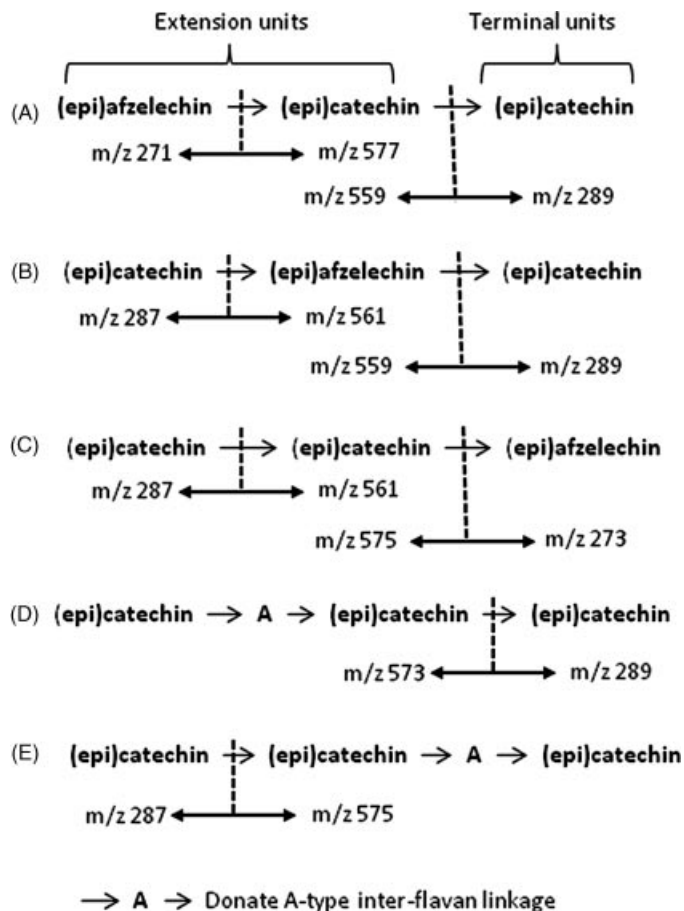 Extension units Terminal units
(A) (epi)afzelechin → (epi)catechin → (epi)catechin
m/z 271 m/z 577
m/z 559 m/z 289
(B) (epi)catechin → (epi)afzelechin → (epi)catechin
m/z 287 m/z 561
m/z 559 m/z 289
(C) (epi)catechin → (epi)catechin → (epi)afzelechin
m/z 287 m/z 561
m/z 575 m/z 273
(D) (epi)catechin → A → (epi)catechin → (epi)catechin
m/z 573 m/z 289
(E) (epi)catechin → (epi)catechin → A → (epi)catechin
m/z 287 m/z 575
→ A → Donate A-type inter-flavan linkage